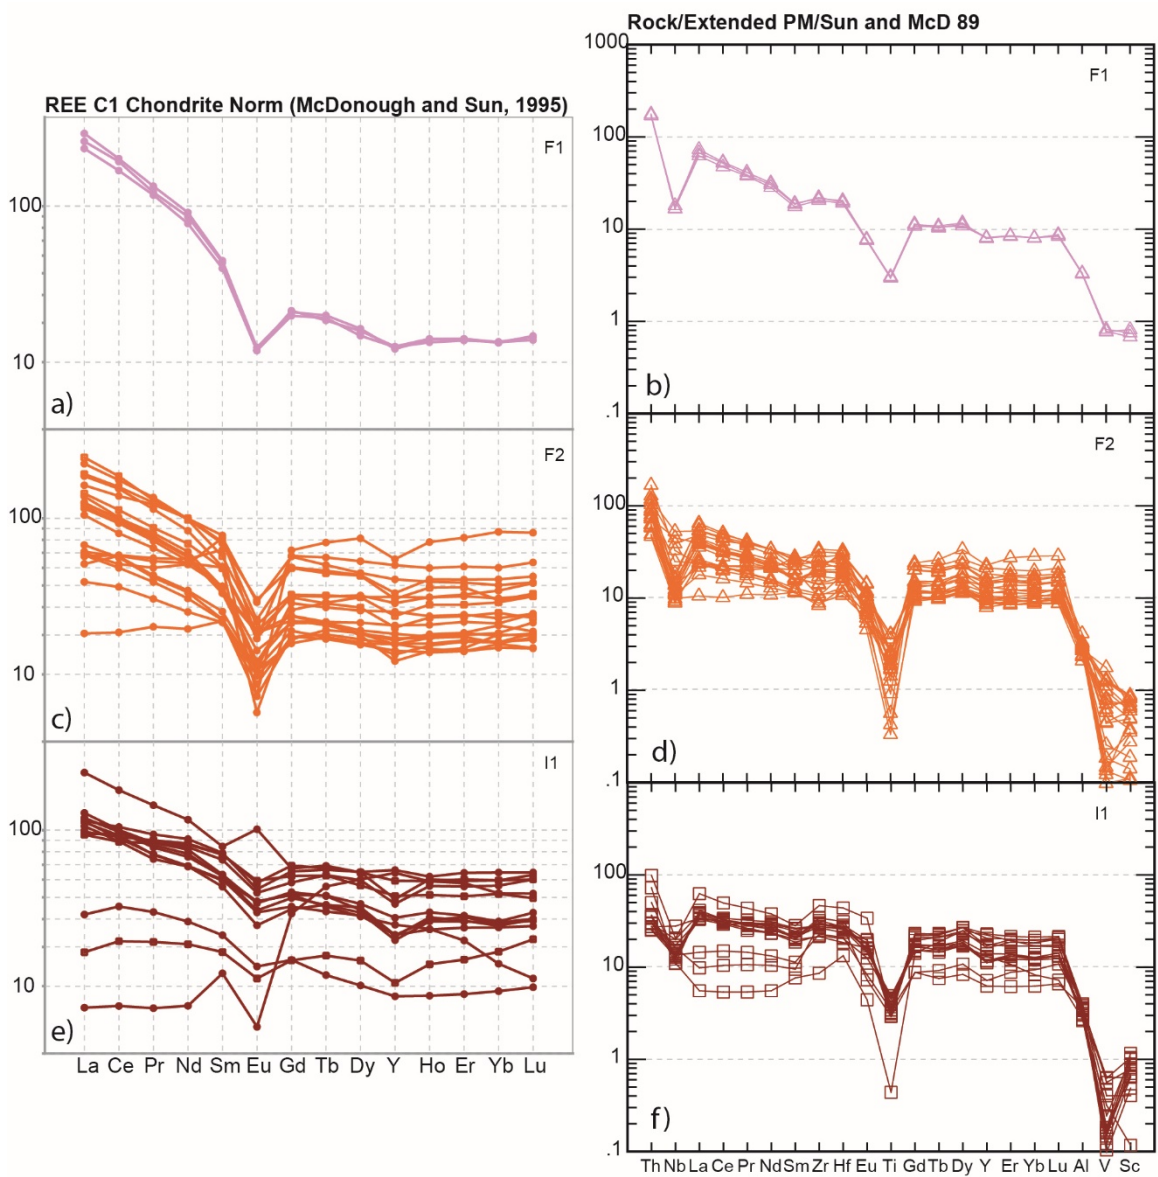 Rock/Extended PM/Sun and McD 89
REE C1 Chondrite Norm (McDonough and Sun, 1995)
F1
100
10
a)
1000
F1
100
10
1
.1
b)
F2
100
10
c)
F2
100
10
1
.1
d)
I1
100
10
e)
La Ce Pr Nd Sm Eu Gd Tb Dy Y Ho Er Yb Lu
I1
100
10
1
.1
f)
Th Nb La Ce Pr Nd Sm Zr Hf Eu Ti Gd Tb Dy Y Er Yb Lu Al V Sc